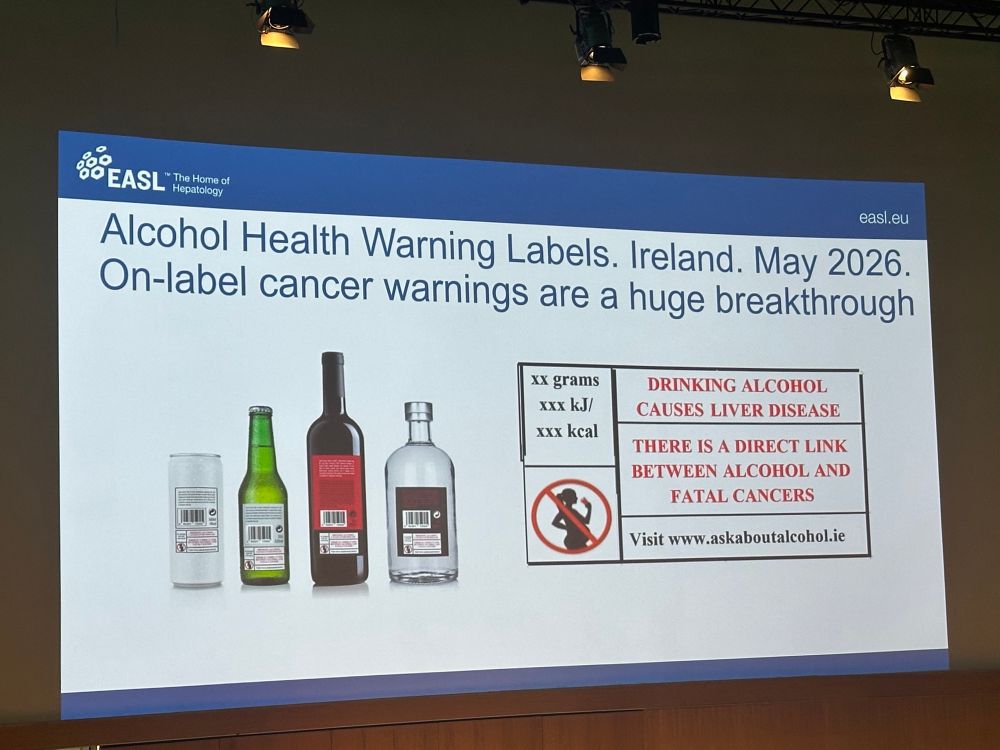 EASL™ The Home of
Hepatology
easl.eu
Alcohol Health Warning Labels. Ireland. May 2026.
On-label cancer warnings are a huge breakthrough
xx grams
xxx kJ/
xxx kcal
DRINKING ALCOHOL
CAUSES LIVER DISEASE
THERE IS A DIRECT LINK
BETWEEN ALCOHOL AND
FATAL CANCERS
Visit www.askaboutalcohol.ie